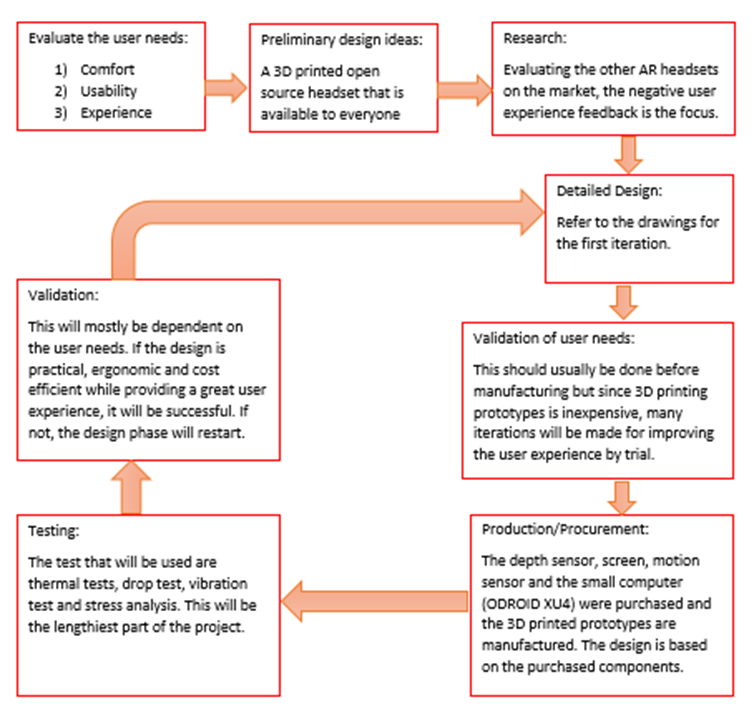 Evaluate the user needs:
1) Comfort
2) Usability
3) Experience
Preliminary design ideas:
A 3D printed open
source headset that is
available to everyone
Research:
Evaluating the other AR headsets
on the market, the negative user
experience feedback is the focus.
Detailed Design:
Refer to the drawings for
the first iteration.
Validation of user needs:
This should usually be done before
manufacturing but since 3D printing
prototypes is inexpensive, many
iterations will be made for improving
the user experience by trial.
Production/Procurement:
The depth sensor, screen, motion
sensor and the small computer
(ODROID XU4) were purchased and
the 3D printed prototypes are
manufactured. The design is based
on the purchased components.
Testing:
The test that will be used are
thermal tests, drop test, vibration
test and stress analysis. This will be
the lengthiest part of the project.
Validation:
This will mostly be dependent on
the user needs. If the design is
practical, ergonomic and cost
efficient while providing a great user
experience, it will be successful. If
not, the design phase will restart.